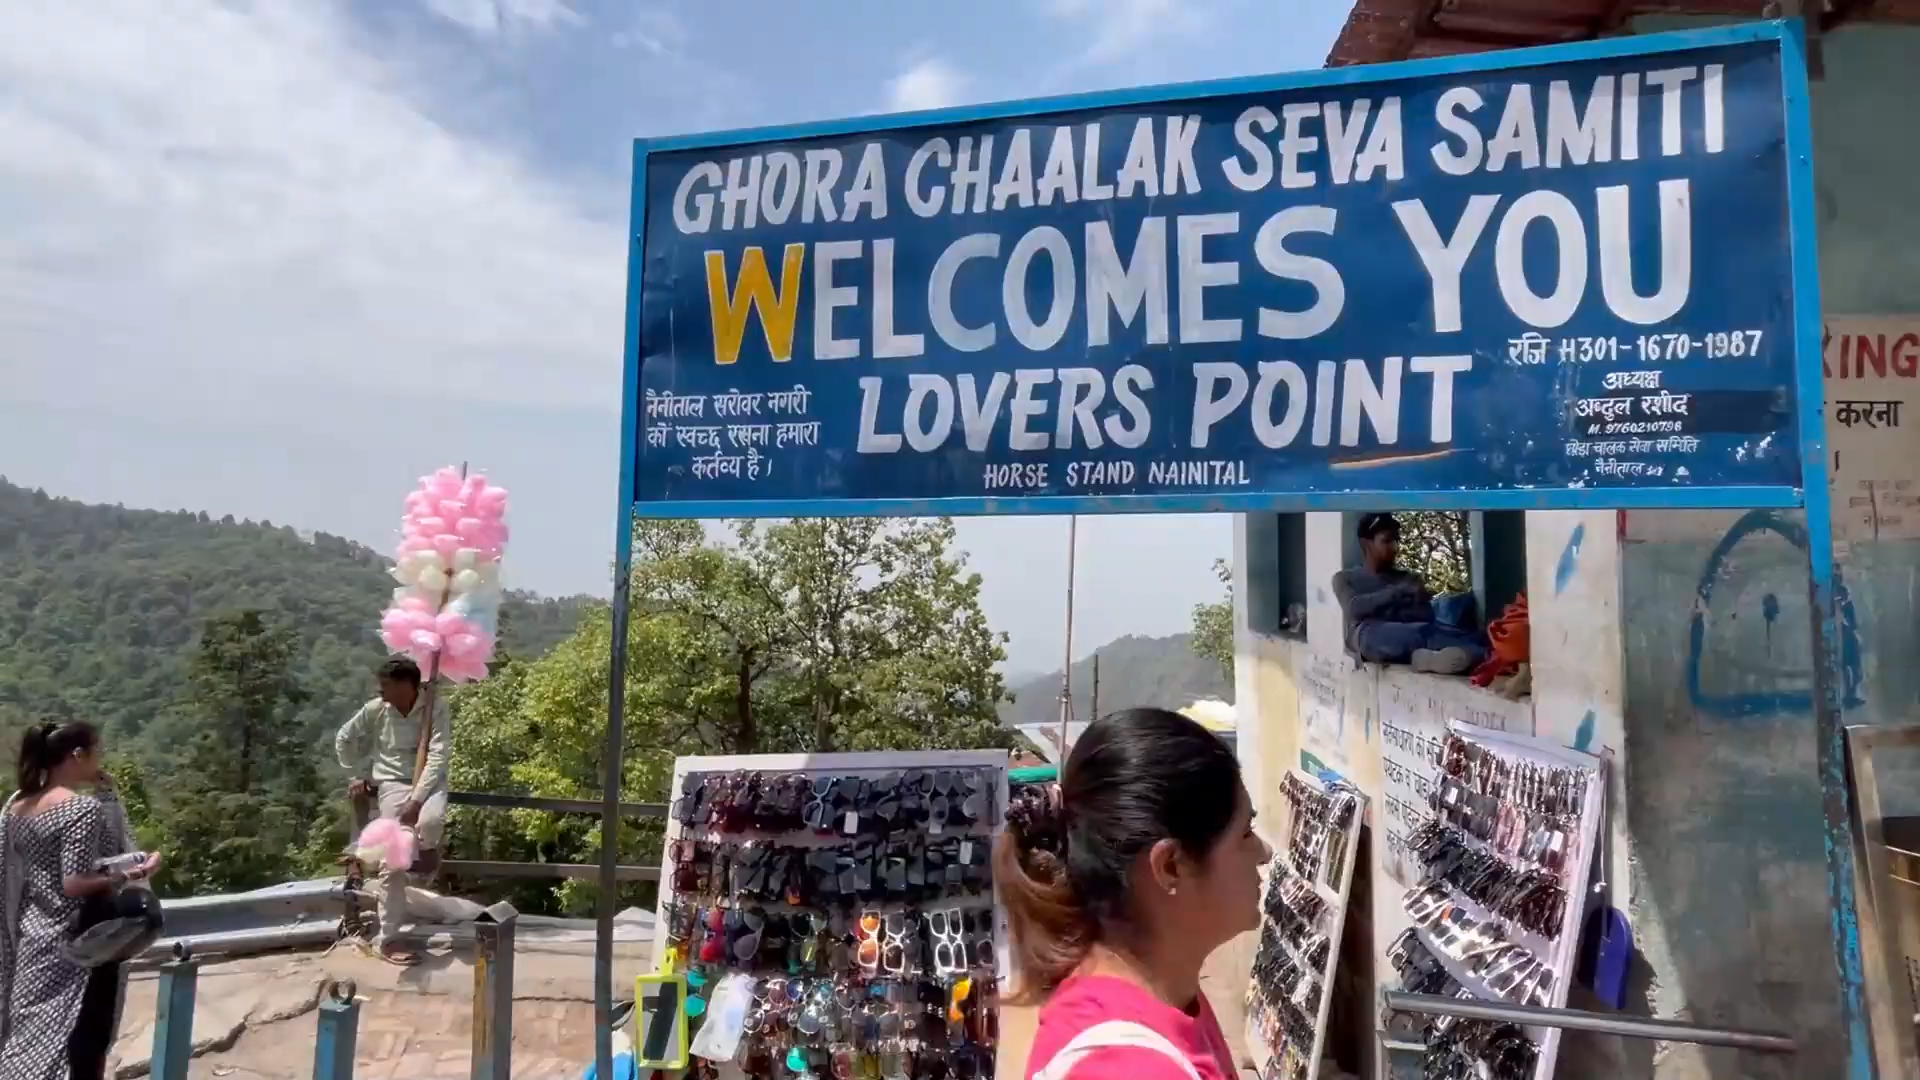 GHORA CHAALAK SEVA SAMITI
WELCOMES YOU
LOVERS POINT
HORSE STAND NAINITAL
नैनीताल सरोवर नगरी
को स्वच्छ रखना हमारा
कर्तव्य है।
रजि H301-1670-1987
अध्यक्ष
अब्दुल रशीद
M. 9760210796
घोड़ा चालक सेवा समिति
नैनीताल
KING
करना